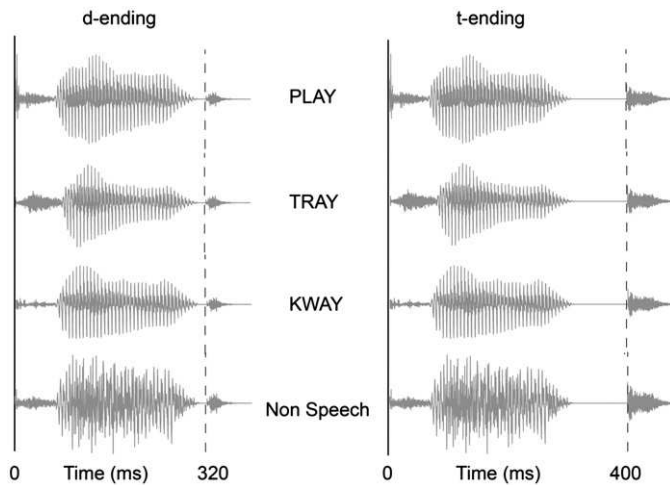 d-ending
t-ending
PLAY
TRAY
KWAY
Non Speech
0 Time (ms) 320
0 Time (ms) 400